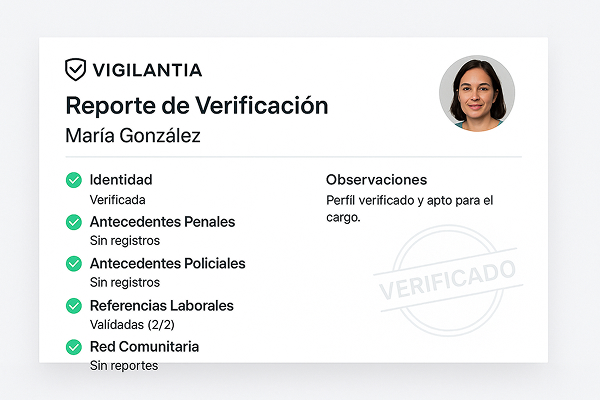 VIGILANTIA
Reporte de Verificación
María González
Identidad
Verificada
Antecedentes Penales
Sin registros
Antecedentes Policiales
Sin registros
Referencias Laborales
Valídadas (2/2)
Red Comunitaria
Sin reportes
Observaciones
Perfil verificado y apto para el
cargo.
VERIFICADO